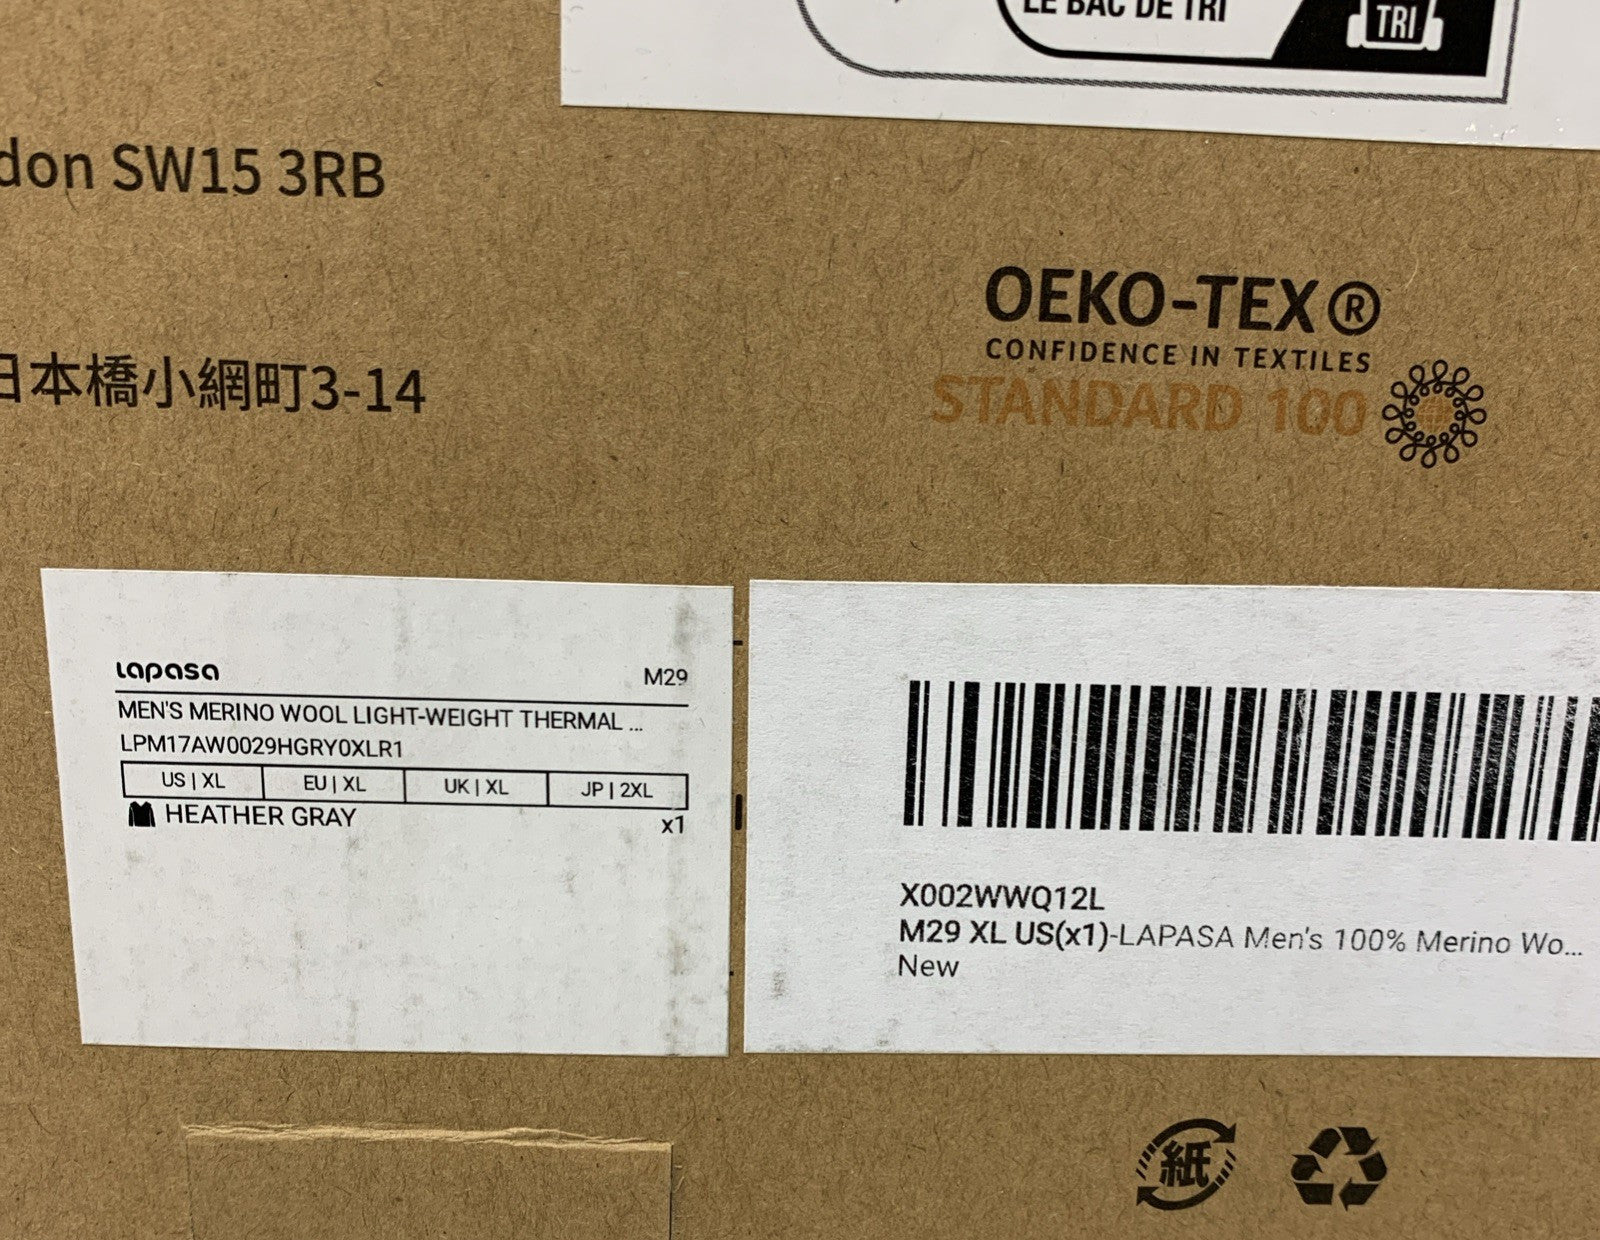 LE BAC DE TRI
TRI
don SW15 3RB
日本橋小網町3-14
OEKO-TEX®
CONFIDENCE IN TEXTILES
STANDARD 100
Lapasa
M29
MEN'S MERINO WOOL LIGHT-WEIGHT THERMAL ...
LPM17AW0029HGRY0XLR1
US | XL
EU | XL
UK | XL
JP | 2XL
HEATHER GRAY
x1
X002WWQ12L
M29 XL US(x1)-LAPASA Men's 100% Merino Wo...
New
紙